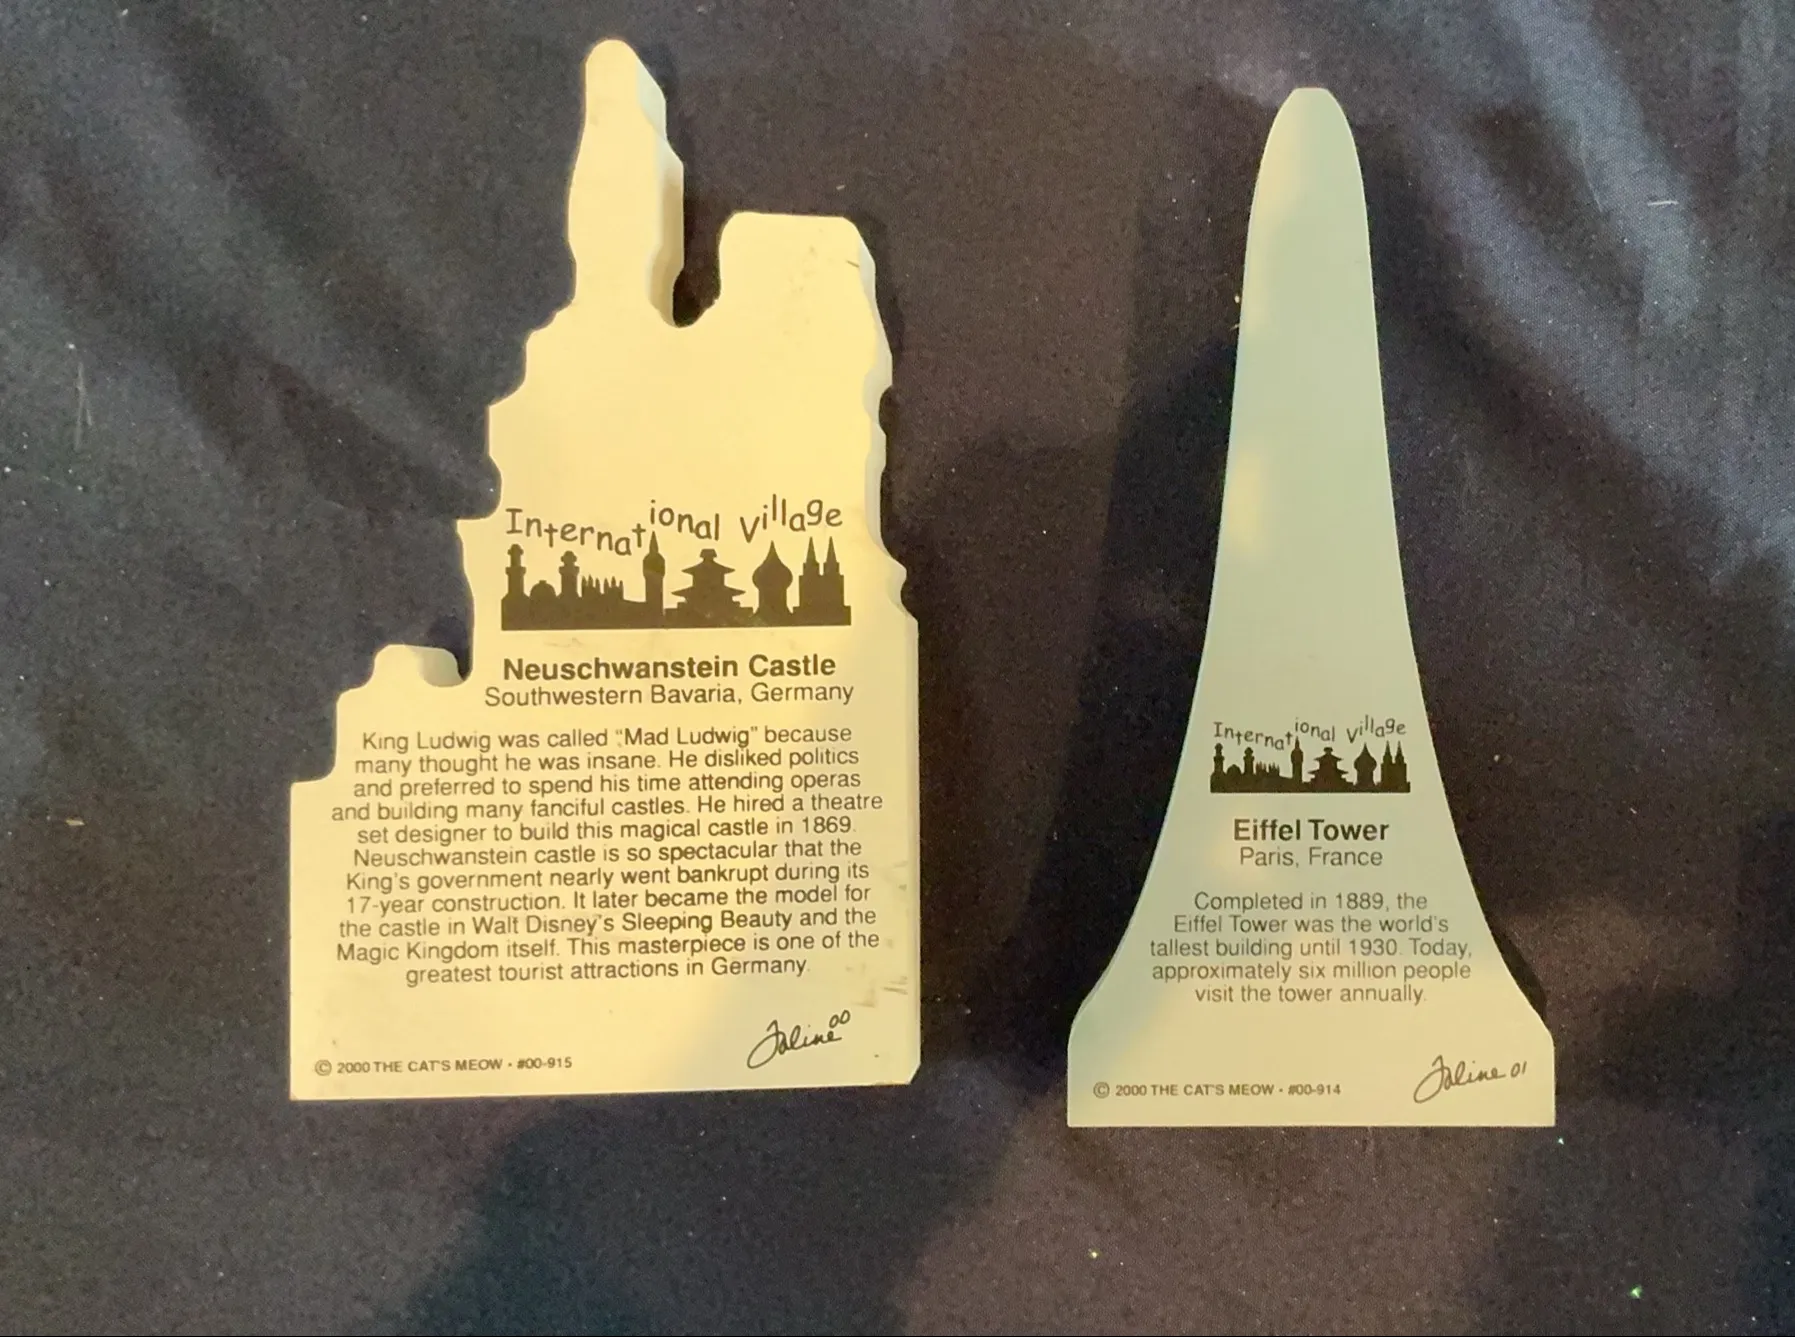 International Village
Neuschwanstein Castle
Southwestern Bavaria, Germany
King Ludwig was called "Mad Ludwig" because
many thought he was insane. He disliked politics
and preferred to spend his time attending operas
and building many fanciful castles. He hired a theatre
set designer to build this magical castle in 1869.
Neuschwanstein castle is so spectacular that the
King's government nearly went bankrupt during its
17-year construction. It later became the model for
the castle in Walt Disney's Sleeping Beauty and the
Magic Kingdom itself. This masterpiece is one of the
greatest tourist attractions in Germany.
Faline 00
© 2000 THE CAT'S MEOW • #00-915
International Village
Eiffel Tower
Paris, France
Completed in 1889, the
Eiffel Tower was the world's
tallest building until 1930. Today,
approximately six million people
visit the tower annually.
Faline 01
© 2000 THE CAT'S MEOW • #00-914